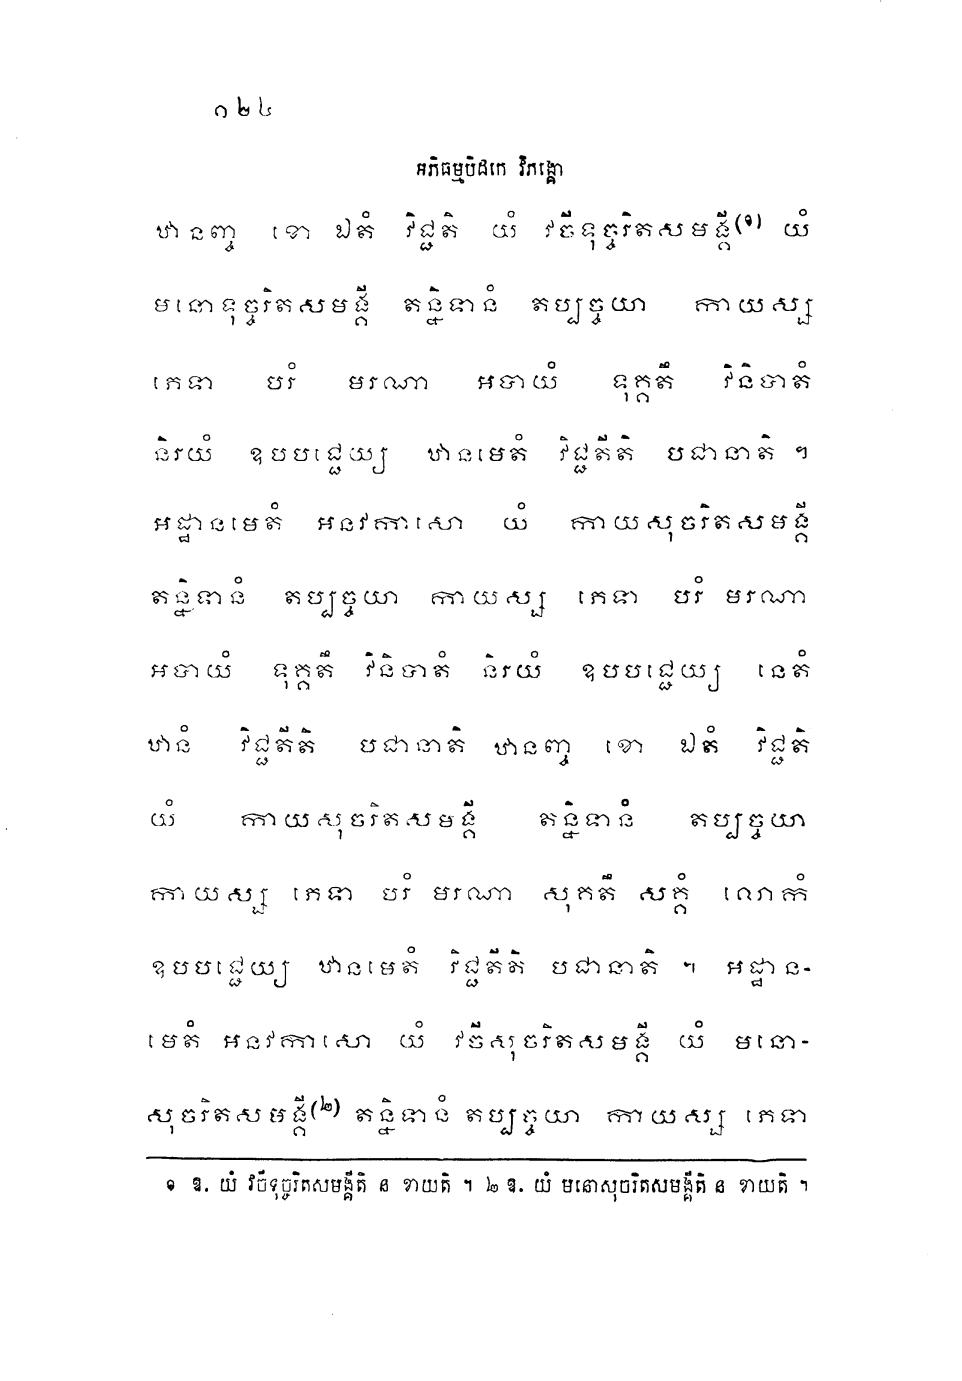 ១២៤
អភិធម្មបិដកេ វិភង្គោ
ឋានញ្ច ខោ ឯតំ វិជ្ជតិ យំ វចីទុច្ចរិតសមង្គី(១) យំ
មនោទុច្ចរិតសមង្គី តន្និទានំ តប្បច្ចយា កាយស្ស
ភេទា បរំ មរណា អបាយំ ទុគ្គតឹ វិនិបាតំ
និរយំ ឧបបជ្ជេយ្យ ឋានមេតំ វិជ្ជតីតិ បជានាតិ ។
អដ្ឋានមេតំ អនវកាសោ យំ កាយសុចរិតសមង្គី
តន្និទានំ តប្បច្ចយា កាយស្ស ភេទា បរំ មរណា
អបាយំ ទុគ្គតឹ វិនិបាតំ និរយំ ឧបបជ្ជេយ្យ នេតំ
ឋានំ វិជ្ជតីតិ បជានាតិ ឋានញ្ច ខោ ឯតំ វិជ្ជតិ
យំ កាយសុចរិតសមង្គី តន្និទានំ តប្បច្ចយា
កាយស្ស ភេទា បរំ មរណា សុគតឹ សគ្គំ លោកំ
ឧបបជ្ជេយ្យ ឋានមេតំ វិជ្ជតីតិ បជានាតិ ។ អដ្ឋាន-
មេតំ អនវកាសោ យំ វចីសុចរិតសមង្គី យំ មនោ-
សុចរិតសមង្គី(២) តន្និទានំ តប្បច្ចយា កាយស្ស ភេទា
១ ឱ. យំ វចីទុច្ចរិតសមង្គីតិ ន ខាយតិ ។ ២ ឱ. យំ មនោសុចរិតសមង្គីតិ ន ខាយតិ ។